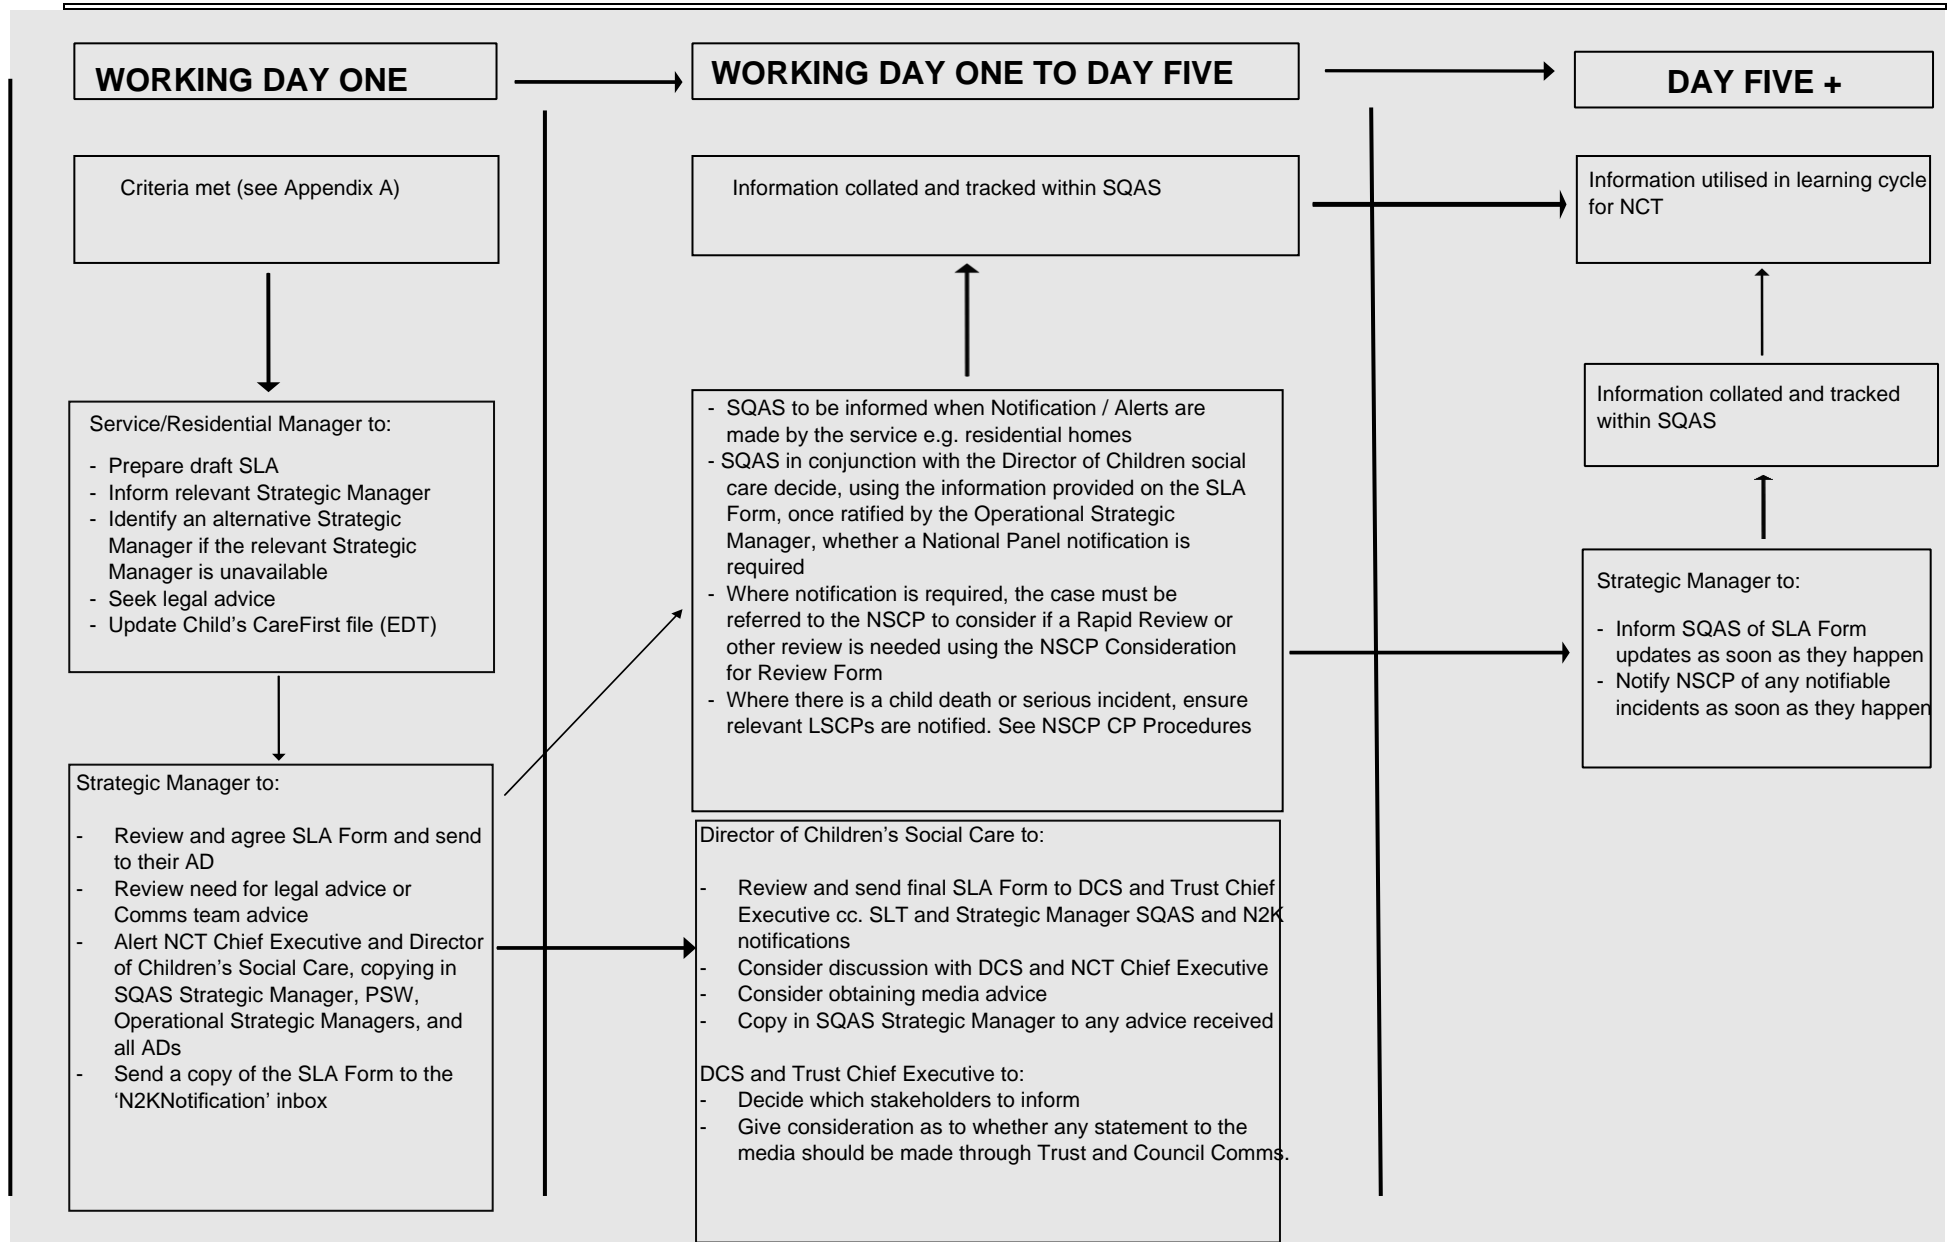 WORKING DAY ONE
WORKING DAY ONE TO DAY FIVE
DAY FIVE +
Criteria met (see Appendix A)
Service/Residential Manager to:
- Prepare draft SLA
- Inform relevant Strategic Manager
- Identify an alternative Strategic
Manager if the relevant Strategic
Manager is unavailable
- Seek legal advice
- Update Child's CareFirst file (EDT)
Strategic Manager to:
- Review and agree SLA Form and send
to their AD
- Review need for legal advice or
Comms team advice
- Alert NCT Chief Executive and Director
of Children's Social Care, copying in
SQAS Strategic Manager, PSW,
Operational Strategic Managers, and
all ADs
- Send a copy of the SLA Form to the
‘N2KNotification’ inbox
Information collated and tracked within SQAS
- SQAS to be informed when Notification / Alerts are
made by the service e.g. residential homes
- SQAS in conjunction with the Director of Children social
care decide, using the information provided on the SLA
Form, once ratified by the Operational Strategic
Manager, whether a National Panel notification is
required
- Where notification is required, the case must be
referred to the NSCP to consider if a Rapid Review or
other review is needed using the NSCP Consideration
for Review Form
- Where there is a child death or serious incident, ensure
relevant LSCPs are notified. See NSCP CP Procedures
Director of Children’s Social Care to:
- Review and send final SLA Form to DCS and Trust Chief
Executive cc. SLT and Strategic Manager SQAS and N2K
notifications
- Consider discussion with DCS and NCT Chief Executive
- Consider obtaining media advice
- Copy in SQAS Strategic Manager to any advice received
DCS and Trust Chief Executive to:
- Decide which stakeholders to inform
- Give consideration as to whether any statement to the
media should be made through Trust and Council Comms.
Information utilised in learning cycle
for NCT
Information collated and tracked
within SQAS
Strategic Manager to:
- Inform SQAS of SLA Form
updates as soon as they happen
- Notify NSCP of any notifiable
incidents as soon as they happen